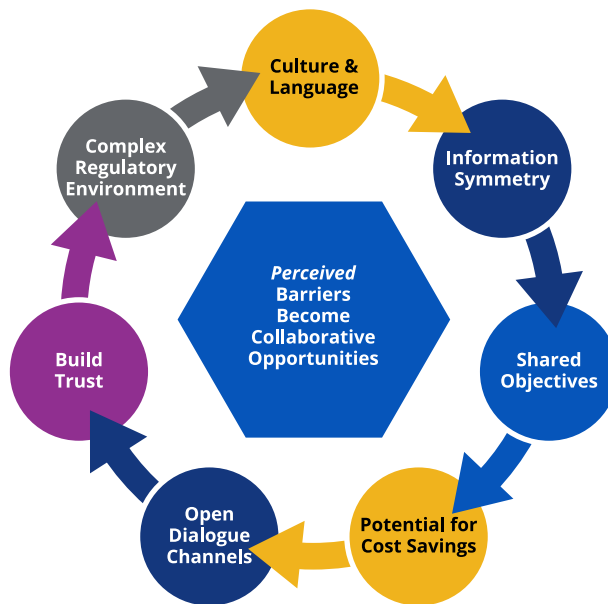 Culture &
Language
Information
Symmetry
Shared
Objectives
Potential for
Cost Savings
Open
Dialogue
Channels
Build
Trust
Complex
Regulatory
Environment
Perceived
Barriers
Become
Collaborative
Opportunities